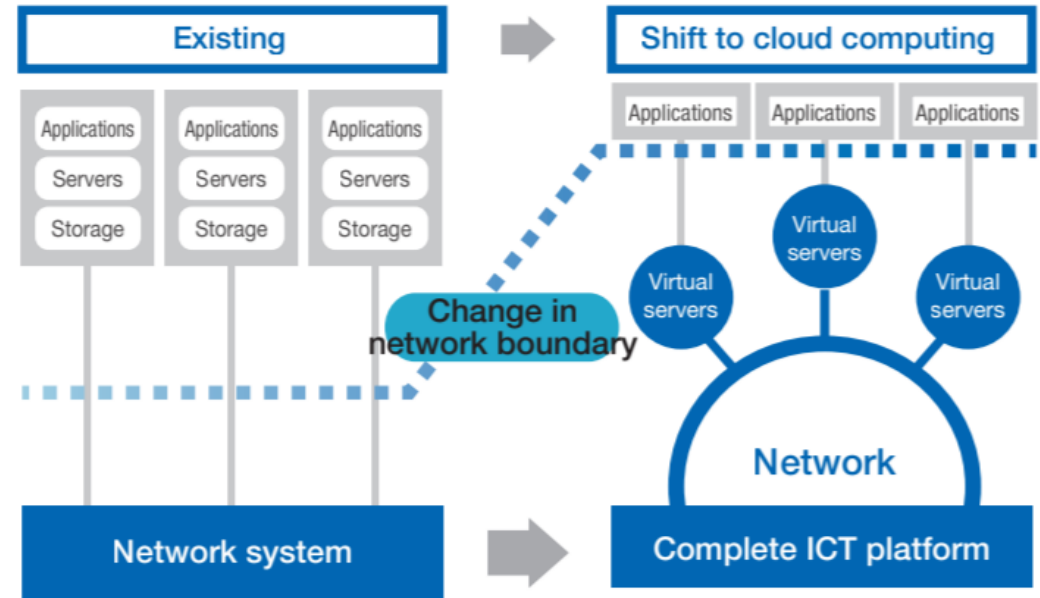 Existing
Shift to cloud computing
Applications
Servers
Storage
Applications
Servers
Storage
Applications
Servers
Storage
Applications
Applications
Applications
Virtual
servers
Virtual
servers
Virtual
servers
Change in
network boundary
Network
Network system
Complete ICT platform